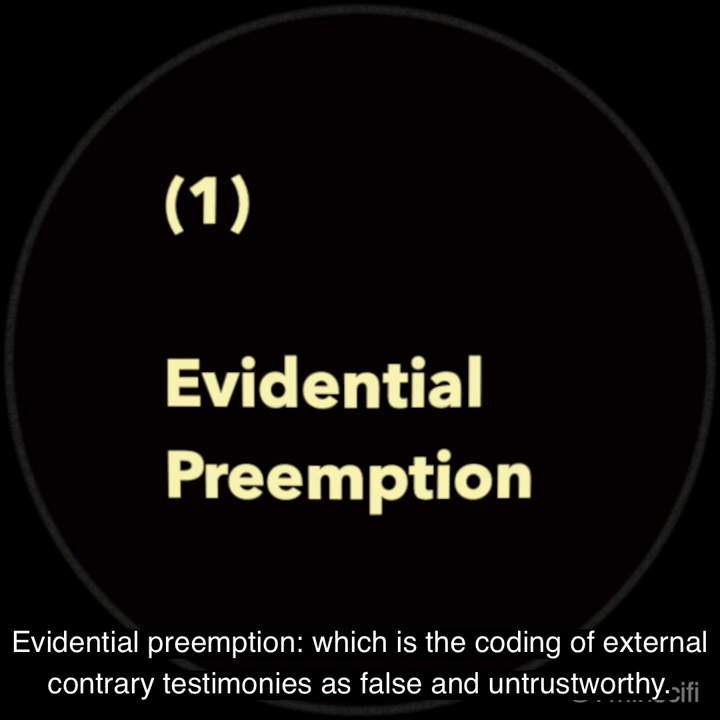 (1)
Evidential
Preemption
Evidential preemption: which is the coding of external
contrary testimonies as false and untrustworthy.